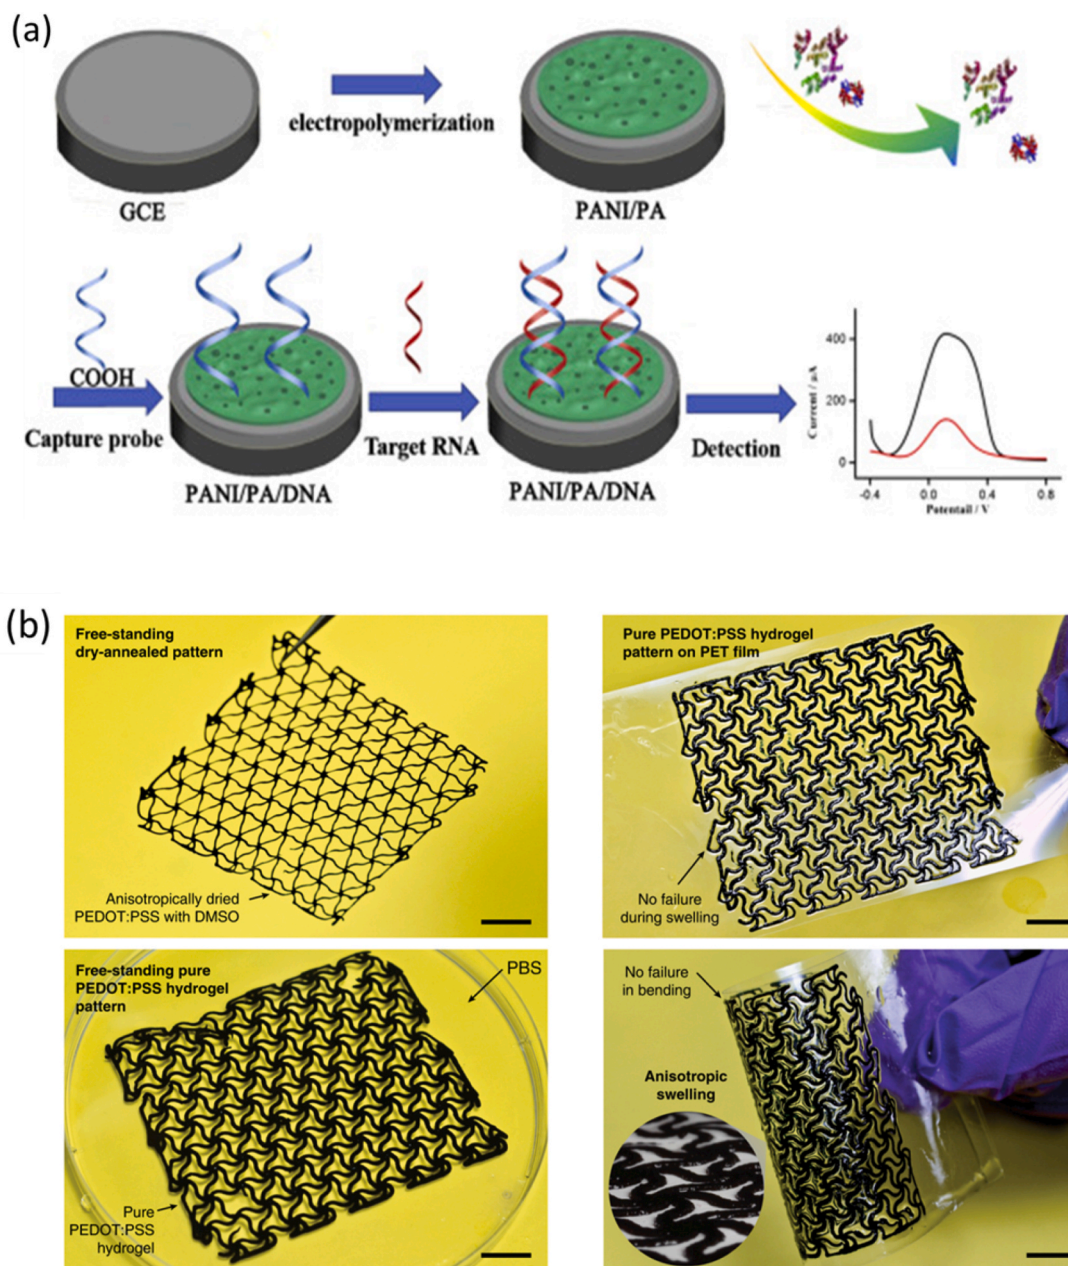 (a)
GCE
electropolymerization
PANI/PA
COOH
Capture probe
PANI/PA/DNA
Target RNA
PANI/PA/DNA
Detection
Current / μA
400
200
0
-0.4
0.0
0.4
0.8
Potentail / V
(b)
Free-standing
dry-annealed pattern
Anisotropically dried
PEDOT:PSS with DMSO
Pure PEDOT:PSS hydrogel
pattern on PET film
No failure
during swelling
Free-standing pure
PEDOT:PSS hydrogel
pattern
PBS
Pure
PEDOT:PSS
hydrogel
No failure
in bending
Anisotropic
swelling